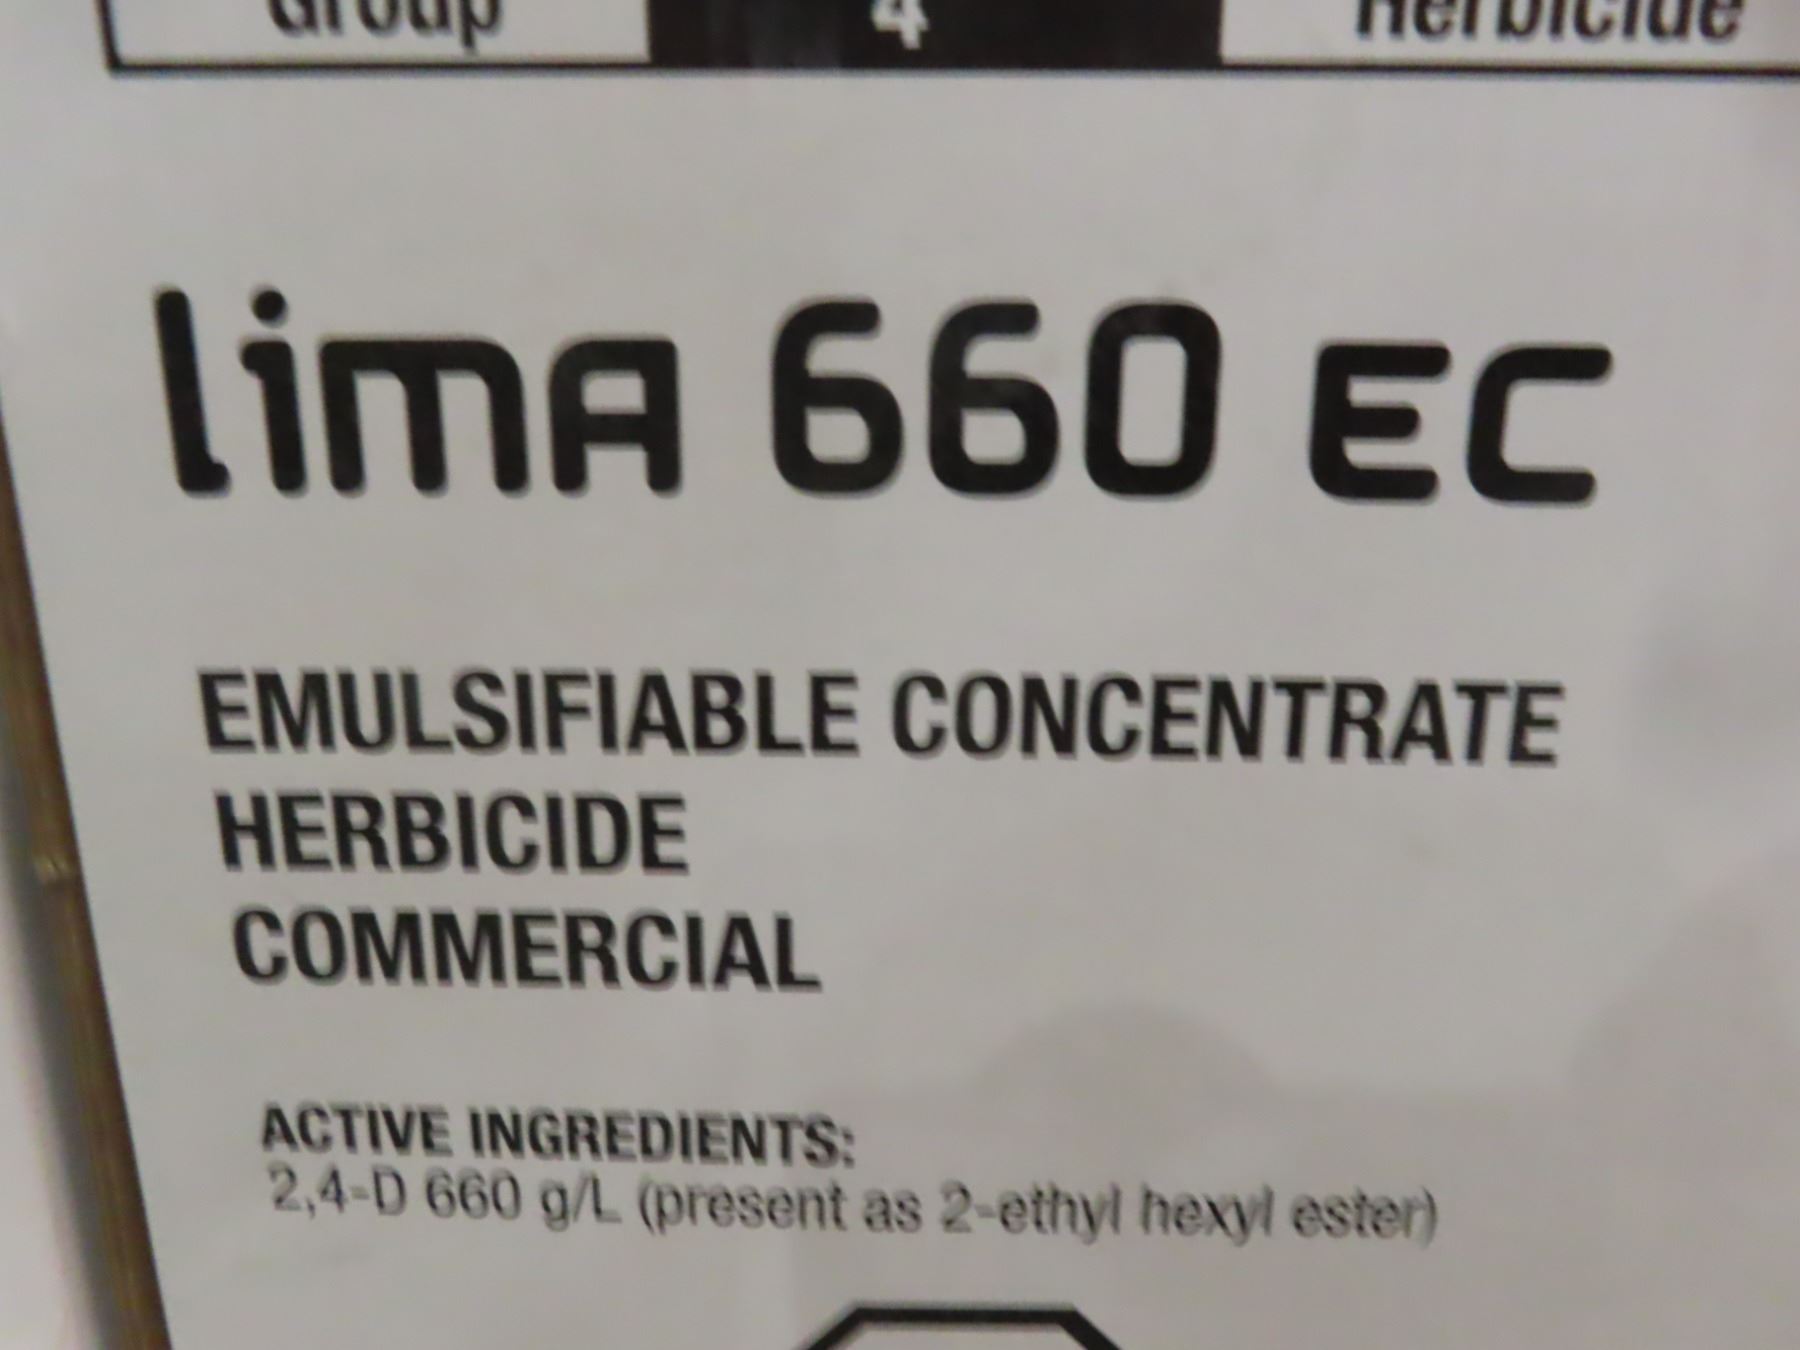 Group 4 Herbicide
Lima 660 EC
EMULSIFIABLE CONCENTRATE
HERBICIDE
COMMERCIAL
ACTIVE INGREDIENTS:
2,4-D 660 g/L (present as 2-ethyl hexyl ester)